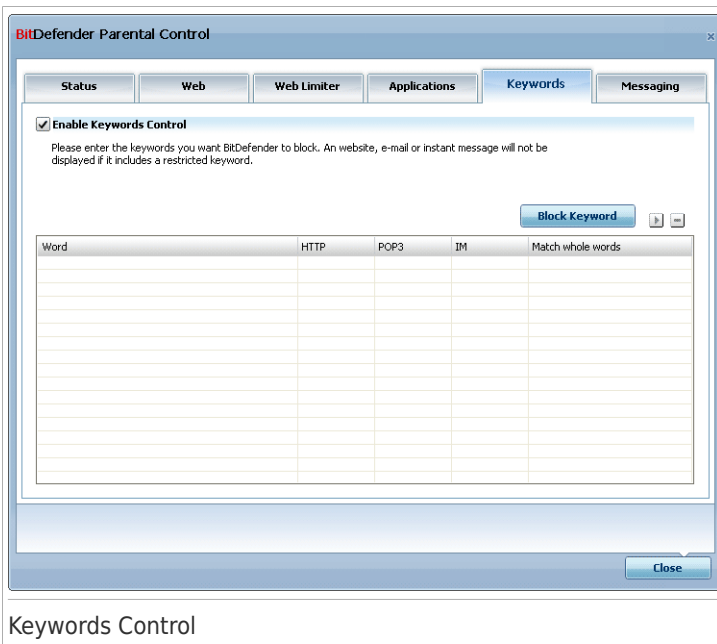 BitDefender Parental Control
Status Web Web Limiter Applications Keywords Messaging
Enable Keywords Control
Please enter the keywords you want BitDefender to block. An website, e-mail or instant message will not be
displayed if it includes a restricted keyword.
Block Keyword
Word HTTP POP3 IM Match whole words
Close
Keywords Control